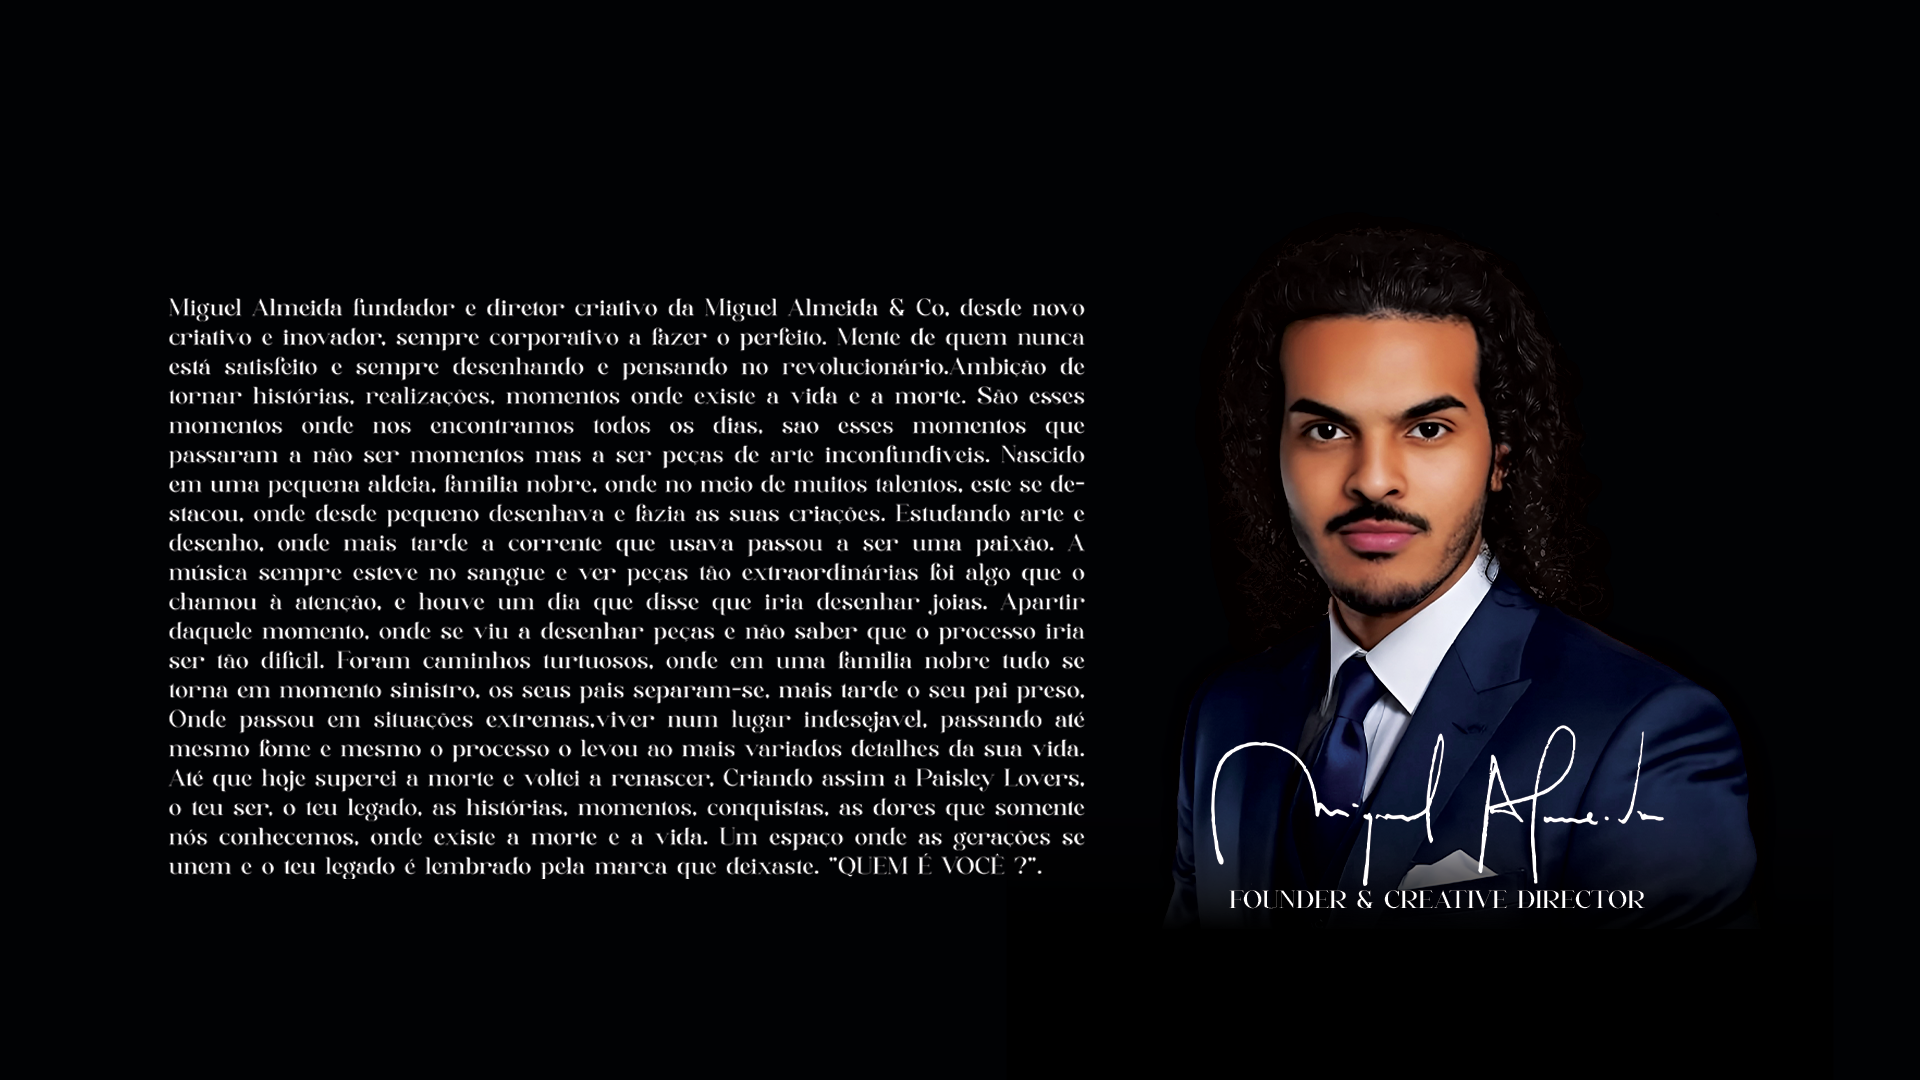 Miguel Almeida fundador e diretor criativo da Miguel Almeida & Co, desde novo
criativo e inovador, sempre corporativo a fazer o perfeito. Mente de quem nunca
está satisfeito e sempre desenhando e pensando no revolucionário.Ambição de
tornar histórias, realizações, momentos onde existe a vida e a morte. São esses
momentos onde nos encontramos todos os dias, sao esses momentos que
passaram a não ser momentos mas a ser peças de arte inconfundiveis. Nascido
em uma pequena aldeia, familia nobre, onde no meio de muitos talentos, este se de-
stacou, onde desde pequeno desenhava e fazia as suas criações. Estudando arte e
desenho, onde mais tarde a corrente que usava passou a ser uma paixão. A
música sempre esteve no sangue e ver peças tão extraordinárias foi algo que o
chamou à atenção, e houve um dia que disse que iria desenhar joias. Apartir
daquele momento, onde se viu a desenhar peças e não saber que o processo iria
ser tão dificil. Foram caminhos turtuosos, onde em uma familia nobre tudo se
torna em momento sinistro, os seus pais separam-se, mais tarde o seu pai preso,
Onde passou em situações extremas,viver num lugar indesejavel, passando até
mesmo fome e mesmo o processo o levou ao mais variados detalhes da sua vida.
Até que hoje superei a morte e voltei a renascer, Criando assim a Paisley Lovers,
o teu ser, o teu legado, as histórias, momentos, conquistas, as dores que somente
nós conhecemos, onde existe a morte e a vida. Um espaço onde as gerações se
unem e o teu legado é lembrado pela marca que deixaste. "QUEM É VOCÊ ?".
Miguel Almeida
FOUNDER & CREATIVE DIRECTOR